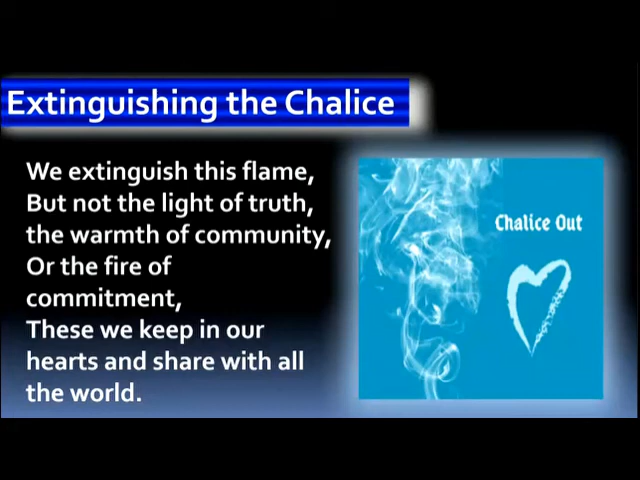 Extinguishing the Chalice
We extinguish this flame,
But not the light of truth,
the warmth of community,
Or the fire of
commitment,
These we keep in our
hearts and share with all
the world.
Chalice Out